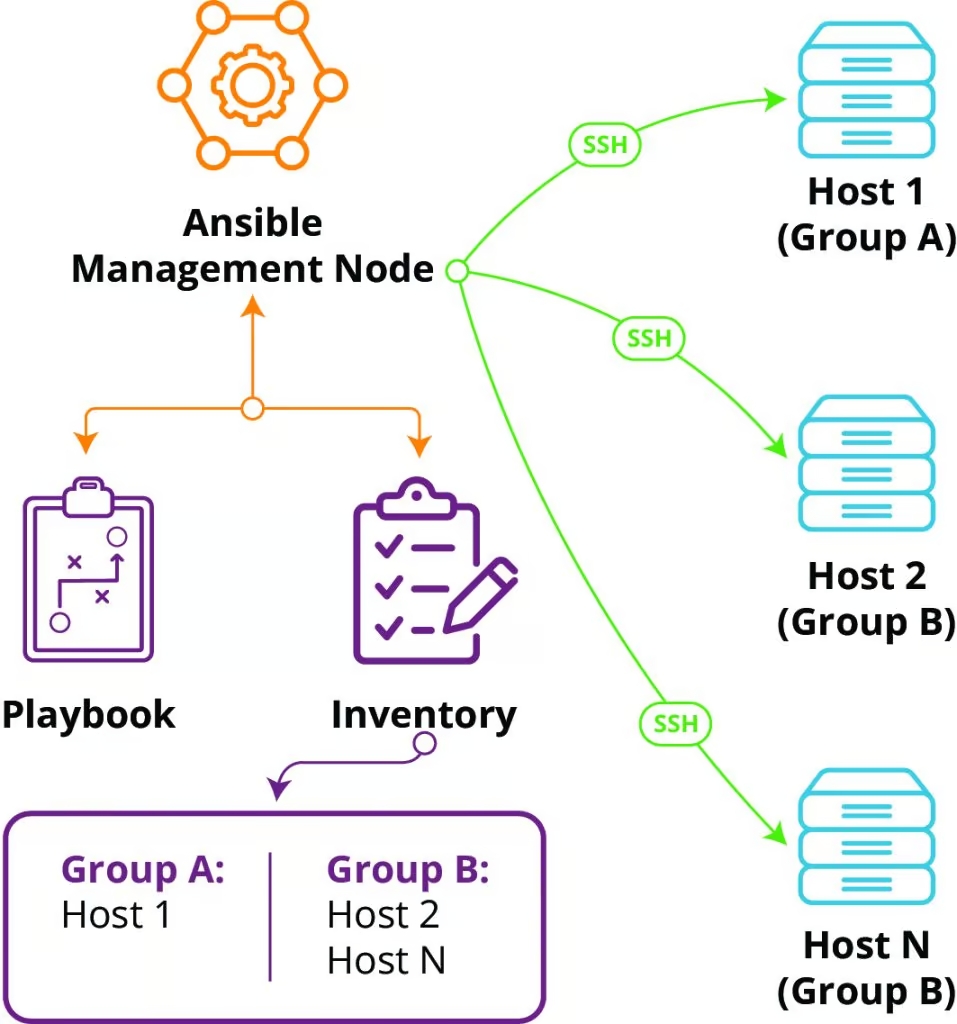 Ansible
Management Node
SSH
Host 1
(Group A)
SSH
Host 2
(Group B)
Playbook
Inventory
SSH
Group A:
Host 1
Group B:
Host 2
Host N
Host N
(Group B)